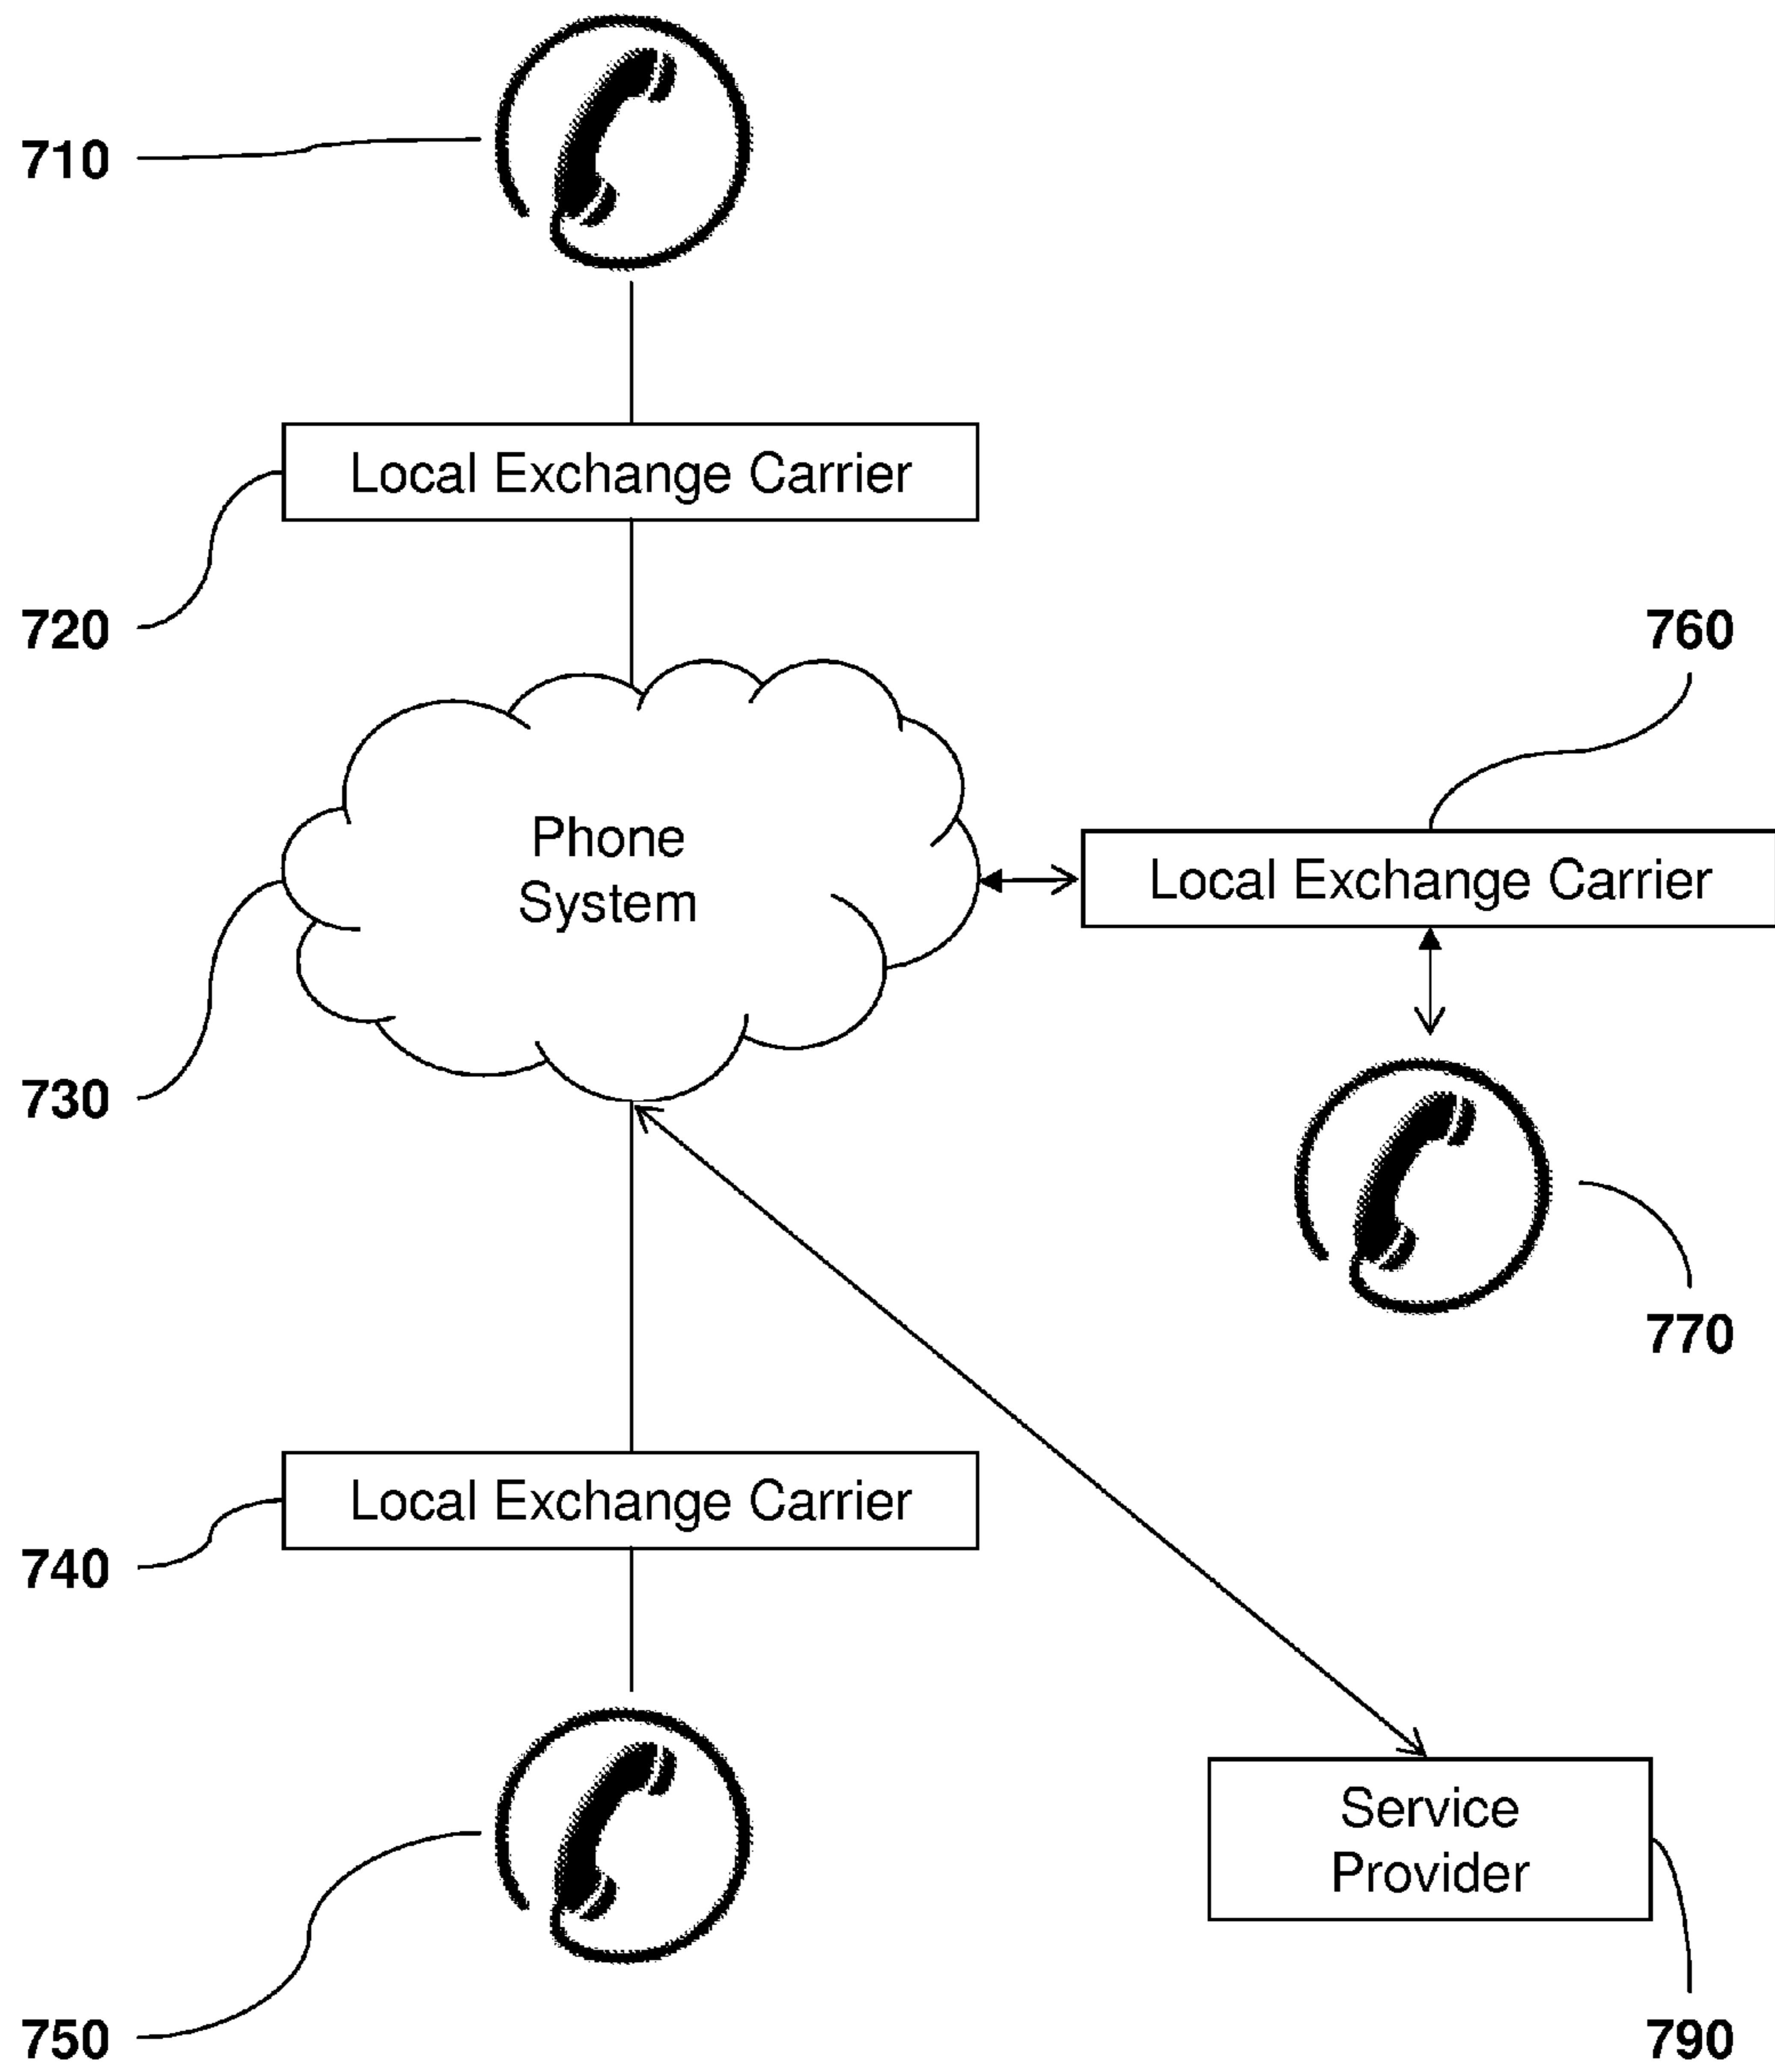 710
Local Exchange Carrier
720
760
Phone
System
Local Exchange Carrier
730
770
Local Exchange Carrier
740
Service
Provider
750
790